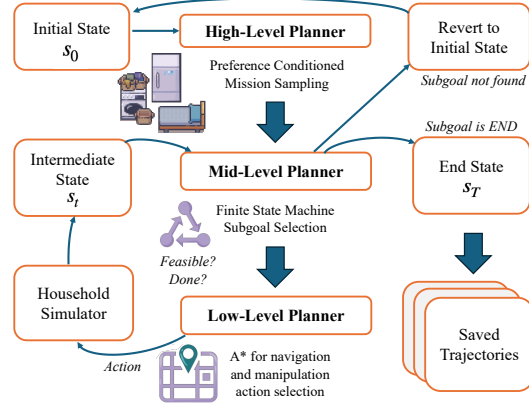 Initial State
s0
High-Level Planner
Revert to
Initial State
Preference Conditioned
Mission Sampling
Subgoal not found
Subgoal is END
Intermediate
State
st
Mid-Level Planner
End State
sT
Finite State Machine
Subgoal Selection
Feasible?
Done?
Household
Simulator
Low-Level Planner
Saved
Trajectories
Action
A* for navigation
and manipulation
action selection